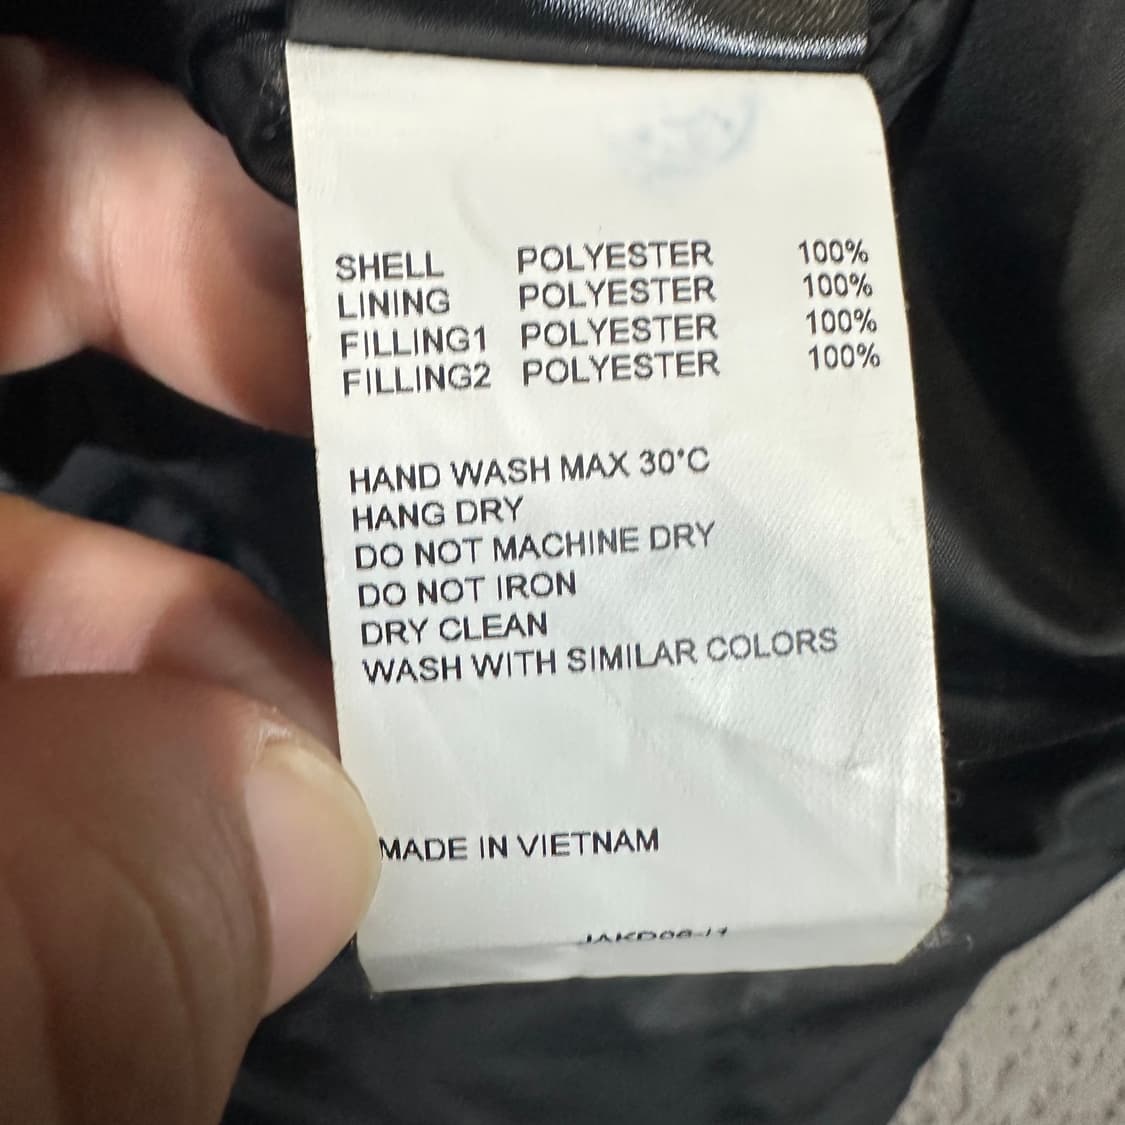 SHELL POLYESTER 100%
LINING POLYESTER 100%
FILLING1 POLYESTER 100%
FILLING2 POLYESTER 100%
HAND WASH MAX 30°C
HANG DRY
DO NOT MACHINE DRY
DO NOT IRON
DRY CLEAN
WASH WITH SIMILAR COLORS
MADE IN VIETNAM